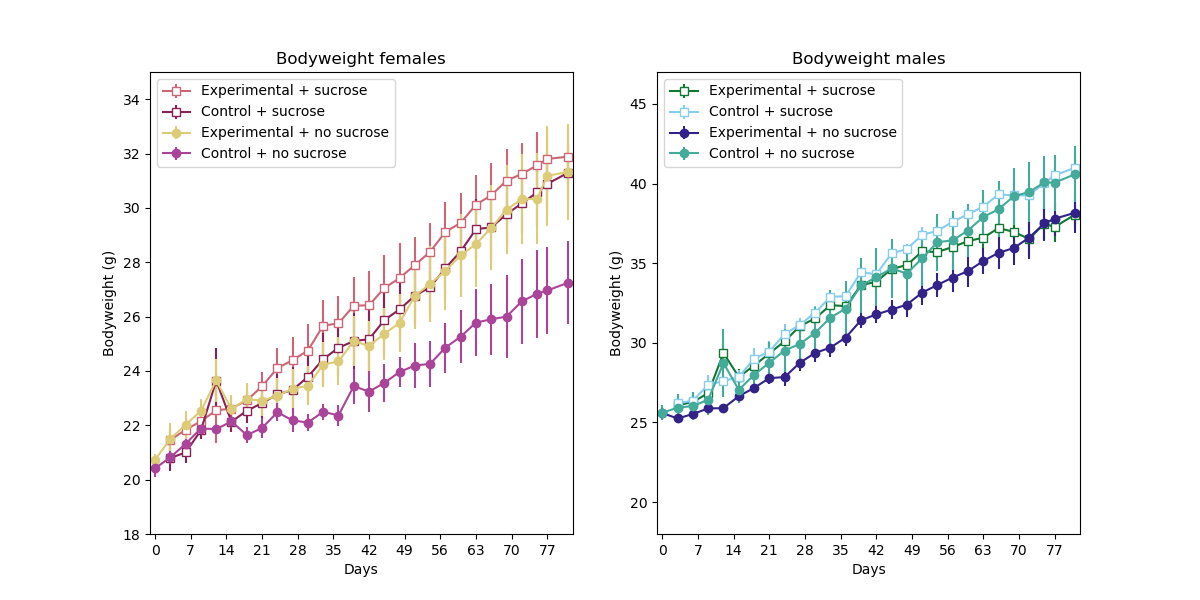 Bodyweight females
Experimental + sucrose
Control + sucrose
Experimental + no sucrose
Control + no sucrose
34
32
30
28
26
24
22
20
18
Bodyweight (g)
0 7 14 21 28 35 42 49 56 63 70 77
Days
Bodyweight males
Experimental + sucrose
Control + sucrose
Experimental + no sucrose
Control + no sucrose
45
40
35
30
25
20
Bodyweight (g)
0 7 14 21 28 35 42 49 56 63 70 77
Days